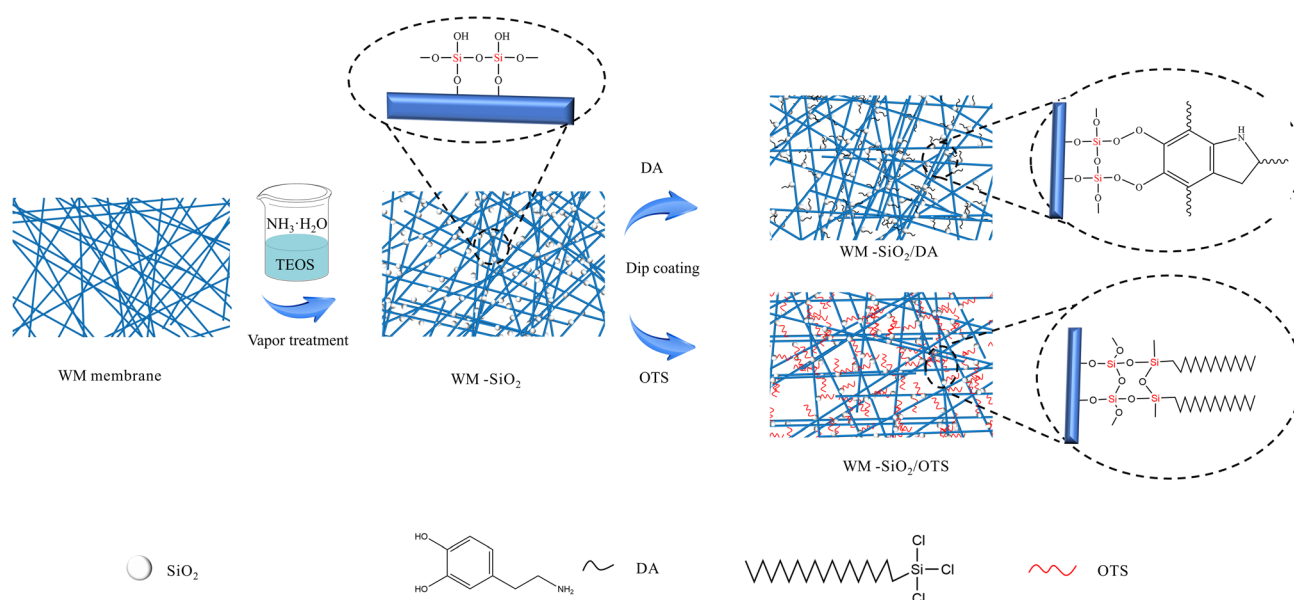 OH OH
—O—Si—O—Si—O—
O O
NH₃·H₂O
TEOS
Vapor treatment
WM membrane
WM -SiO₂
DA
Dip coating
OTS
WM -SiO₂/DA
O
O Si O O
O H N
O Si O O
O
WM -SiO₂/OTS
O Si O Si
O O O
O Si O Si
O
SiO₂
HO
HO
NH₂
DA
Cl
Si Cl
Cl
OTS